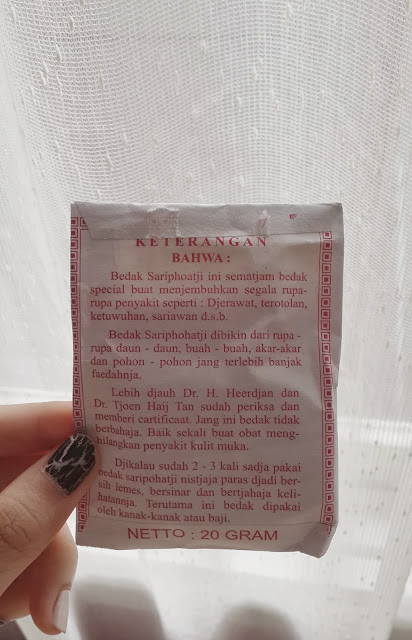 KETERANGAN
BAHWA :
Bedak Sariphoatji ini sematjam bedak
special buat menjembuhkan segala rupa-
rupa penyakit seperti : Djerawat, terotolan,
ketuwuhan, sariawan d.s.b.
Bedak Sariphohatji dibikin dari rupa -
rupa daun - daun, buah - buah, akar-akar
dan pohon - pohon jang terlebih banjak
faedahnja.
Lebih djauh Dr. H. Heerdjan dan
Dr. Tjoen Haij Tan sudah periksa dan
memberi cartificaat. Jang ini bedak tidak
berbahaja. Baik sekali buat obat meng-
hilangkan penyakit kulit muka.
Djikalau sudah 2 - 3 kali sadja pakai
bedak saripohatji nistjaja paras djadi ber-
sih lemes, bersinar dan bertjahaja keli-
hatannja. Terutama ini bedak dipakai
oleh kanak-kanak atau baji.
NETTO : 20 GRAM